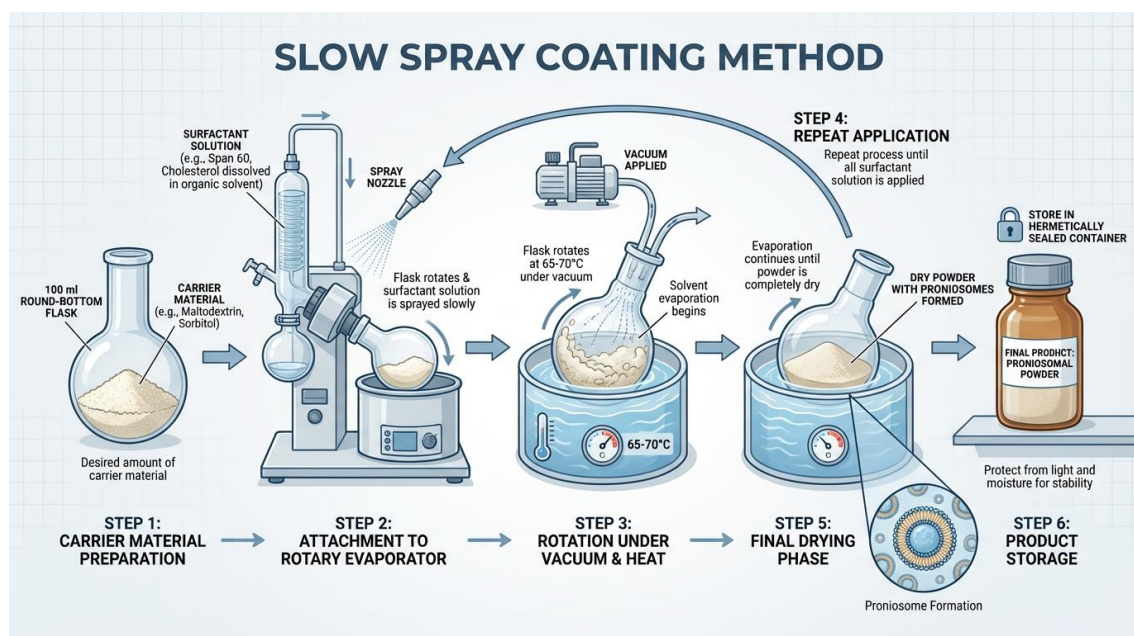 SLOW SPRAY COATING METHOD
SURFACTANT
SOLUTION
(e.g., Span 60,
Cholesterol dissolved
in organic solvent)
100 ml
ROUND-BOTTOM
FLASK
CARRIER
MATERIAL
(e.g., Maltodextrin,
Sorbitol)
Desired amount of
carrier material
SPRAY
NOZZLE
Flask rotates &
surfactant solution
is sprayed slowly
VACUUM
APPLIED
Flask rotates
at 65-70°C
under vacuum
Solvent
evaporation
begins
65-70°C
C
STEP 4:
REPEAT APPLICATION
Repeat process until
all surfactant
solution is applied
Evaporation
continues until
powder is
completely dry
DRY POWDER
WITH PRONIOSOMES
FORMED
C
STORE IN
HERMETICALLY
SEALED CONTAINER
FINAL PRODHCT:
PRONIOSOMAL
POWDER
Protect from light and
moisture for stability
STEP 1:
CARRIER MATERIAL
PREPARATION
STEP 2:
ATTACHMENT TO
ROTARY EVAPORATOR
STEP 3:
ROTATION UNDER
VACUUM & HEAT
STEP 5:
FINAL DRYING
PHASE
STEP 6:
PRODUCT
STORAGE
Proniosome Formation